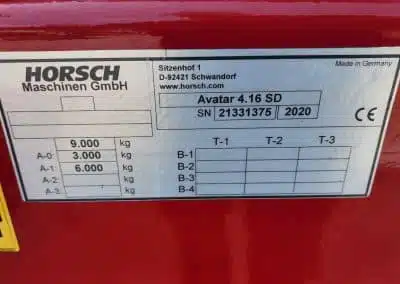 HORSCH
Maschinen GmbH
Sitzenhof 1
D-92421 Schwandorf
www.horsch.com
Made in Germany
Avatar 4.16 SD
SN 21331375 2020
CE
9.000 kg
A-0: 3.000 kg
A-1: 6.000 kg
A-2: kg
A-3: kg
T-1 T-2 T-3
B-1
B-2
B-3
B-4